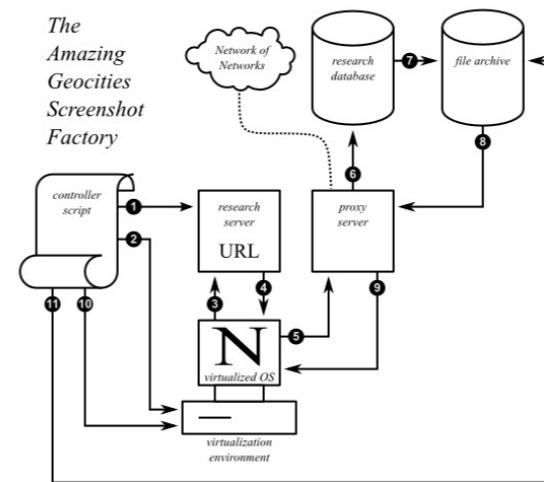 The
Amazing
Geocities
Screenshot
Factory
Network of
Networks
research
database
7
file archive
6
8
controller
script
1
2
research
server
URL
proxy
server
3
4
5
9
N
virtualized OS
11
10
virtualization
environment